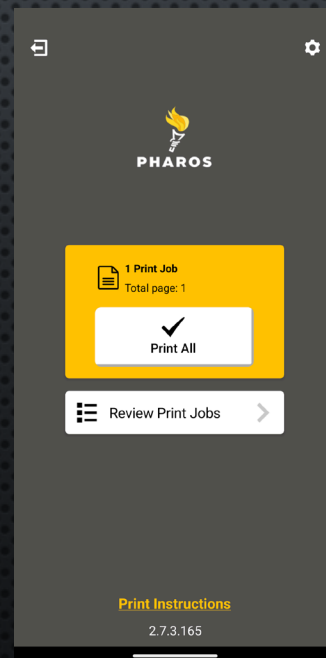 PHAROS
1 Print Job
Total page: 1
Print All
Review Print Jobs
Print Instructions
2.7.3.165